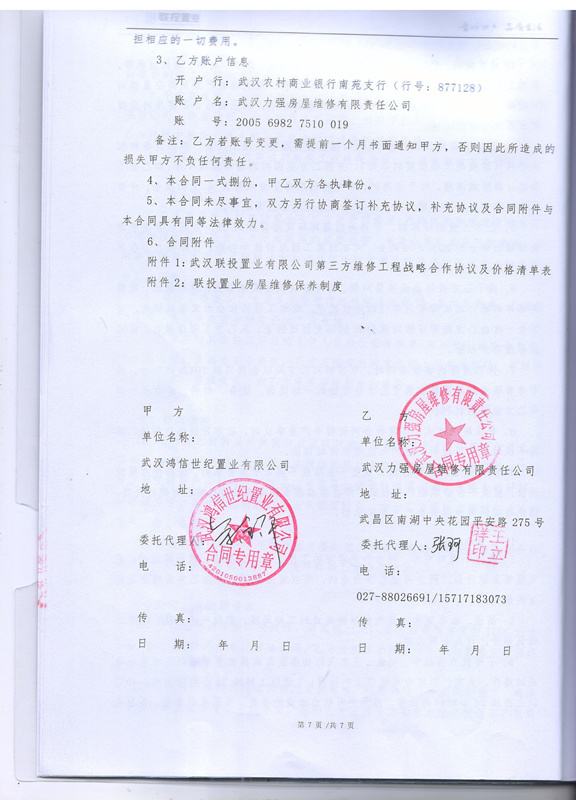 联投置业
担相应的一切费用。
3、乙方账户信息
开 户 行：武汉农村商业银行南苑支行（行号：877128）
账 户 名：武汉力强房屋维修有限责任公司
账 号：2005 6982 7510 019
备注：乙方若账号变更，需提前一个月书面通知甲方，否则因此所造成的
损失甲方不负任何责任。
4、本合同一式捌份，甲乙双方各执肆份。
5、本合同未尽事宜，双方另行协商签订补充协议，补充协议及合同附件与
本合同具有同等法律效力。
6、合同附件
附件1：武汉联投置业有限公司第三方维修工程战略合作协议及价格清单表
附件2：联投置业房屋维修保养制度
甲 方
单位名称：
武汉鸿信世纪置业有限公司
地 址：
委托代理人：
电 话：
传 真：
日 期： 年 月 日
武汉鸿信世纪置业有限公司
合同专用章
4201050013887
乙 方
单位名称：
武汉力强房屋维修有限责任公司
地 址：
武昌区南湖中央花园平安路 275 号
委托代理人：
电 话：
027-88026691/15717183073
传 真：
日 期： 年 月 日
武汉力强房屋维修有限责任公司
合同专用章
王立
洋印
第 7 页 /共 7 页